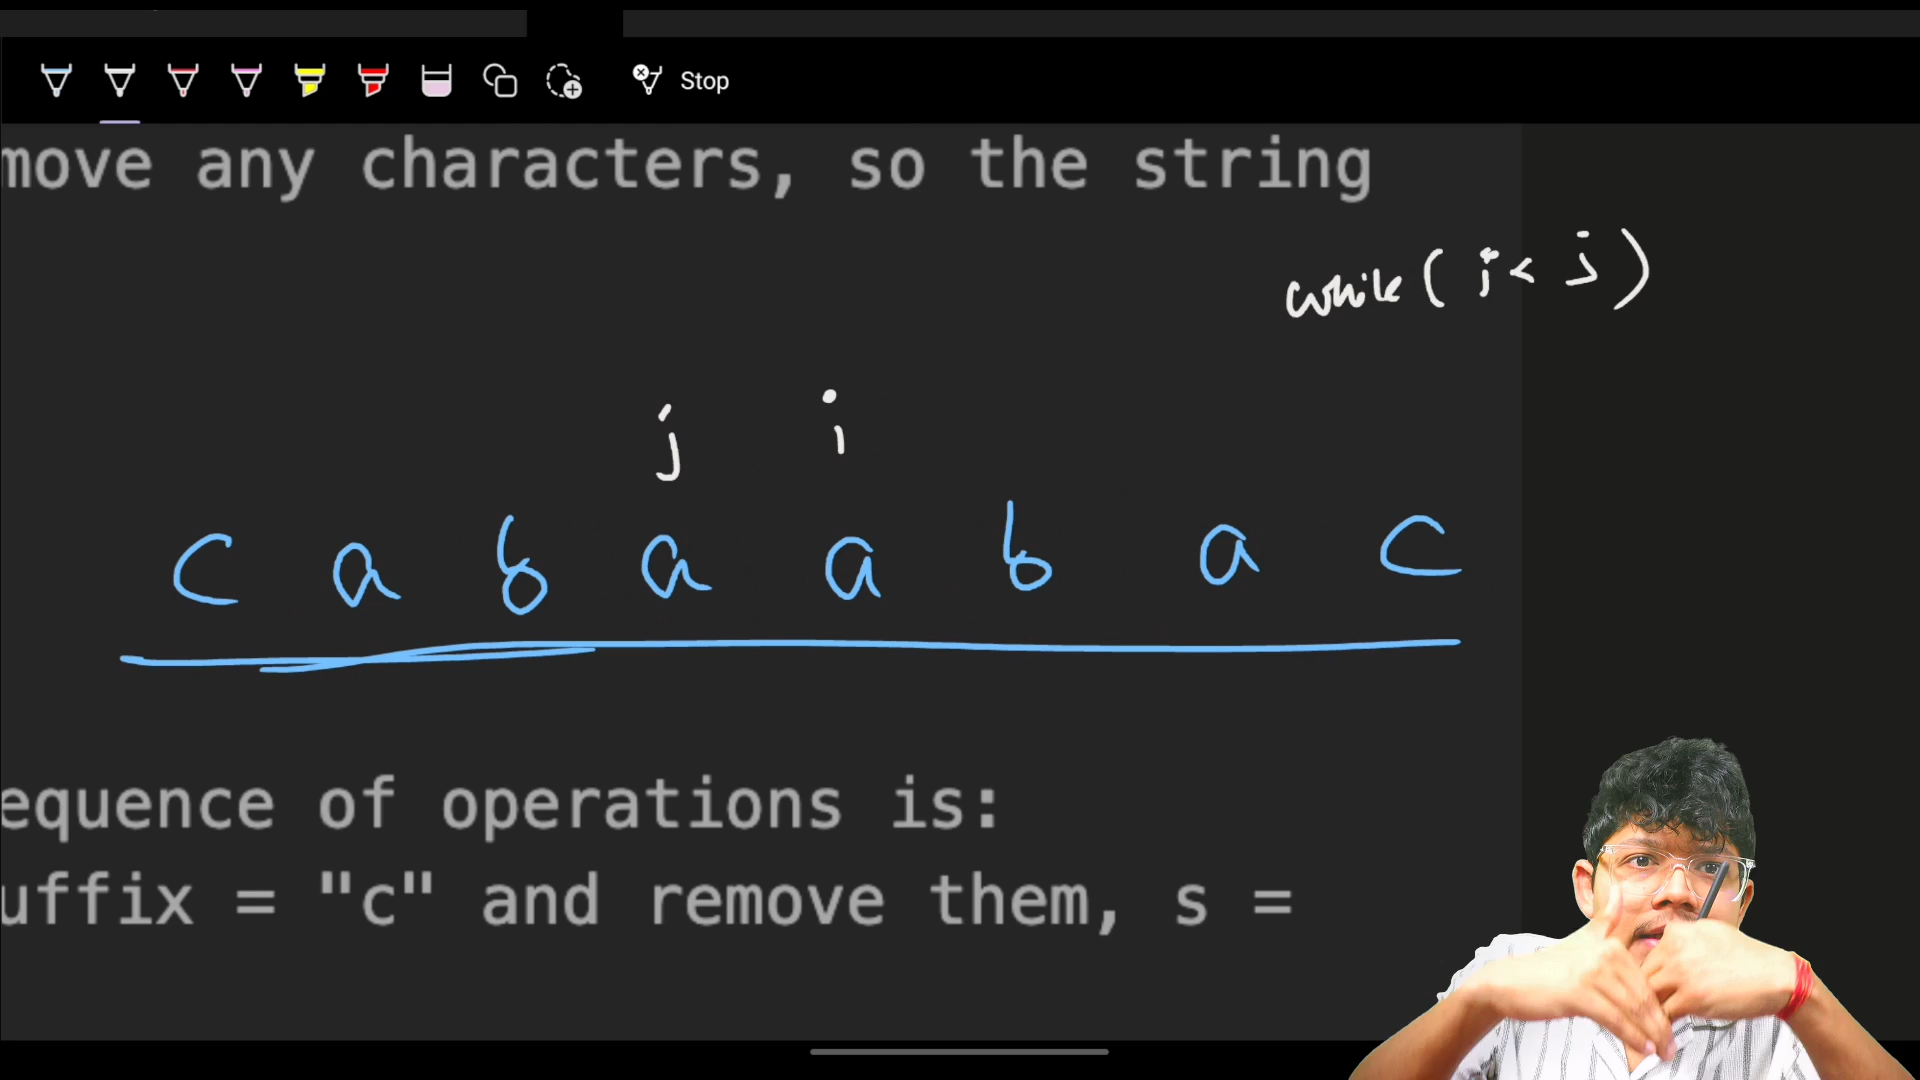 Stop
move any characters, so the string
while( i< j)
j i
c a b a a b a c
equence of operations is:
uffix = "c" and remove them, s =